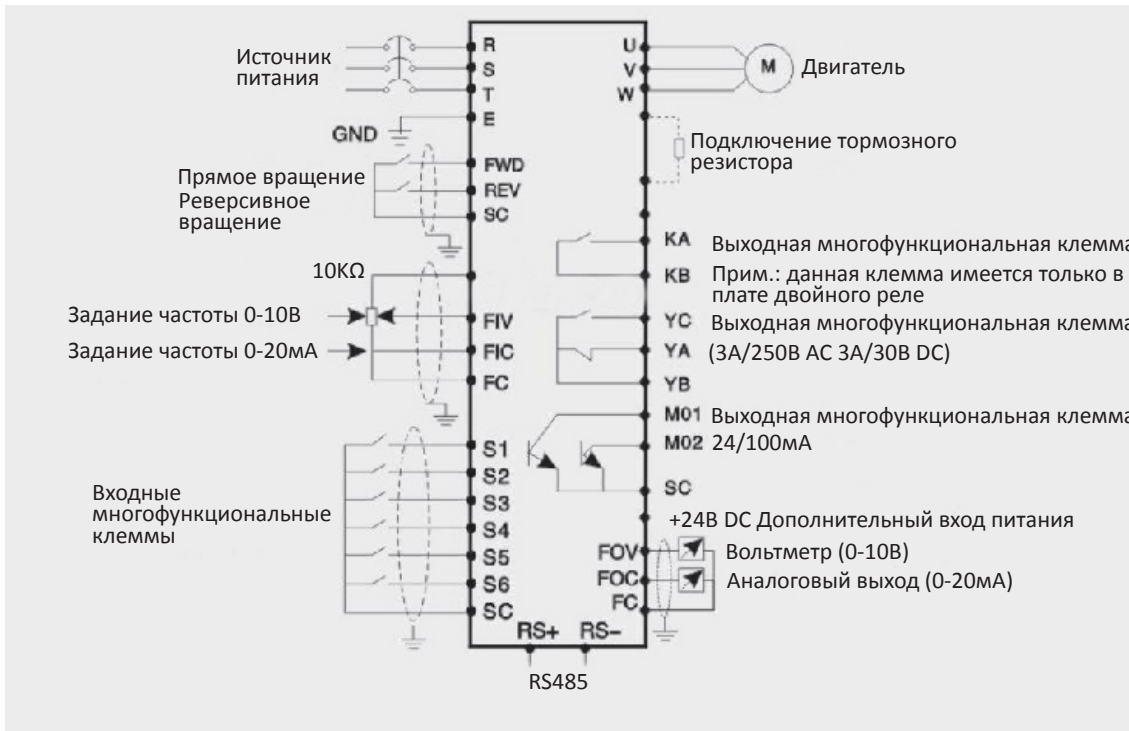 Источник
питания
GND
Прямое вращение
Реверсивное
вращение
10KΩ
Задание частоты 0-10В
Задание частоты 0-20мА
Входные
многофункциональные
клеммы
R
S
T
E
FWD
REV
SC
FIV
FIC
FC
S1
S2
S3
S4
S5
S6
SC
RS+ RS−
RS485
U
V
W
M
Двигатель
Подключение тормозного
резистора
KA Выходная многофункциональная клемма
KB Прим.: данная клемма имеется только в
плате двойного реле
YC Выходная многофункциональная клемма
YA (3A/250В AC 3A/30В DC)
YB
M01 Выходная многофункциональная клемма
M02 24/100мА
SC
+24В DC Дополнительный вход питания
FOV Вольтметр (0-10В)
FOC Аналоговый выход (0-20мА)
FC